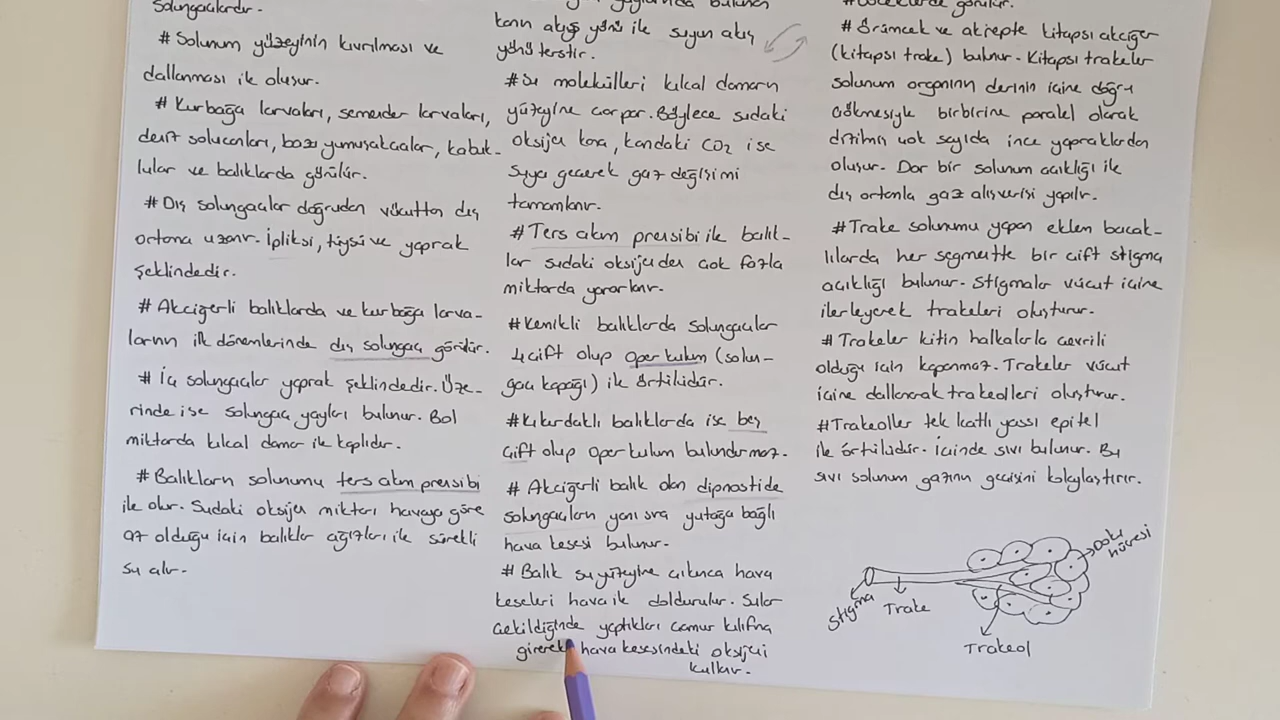 solungaçlardır.
# Solunum yüzeyinin kıvrılması ve
dallanması ile oluşur.
# Kurbağa larvaları, semender larvaları,
deniz solucanları, bazı yumuşakçalar, kabuk-
lular ve balıklarda görülür.
# Dış solungaçlar doğrudan vücuttan dış
ortama uzanır. İpliksi, tüysü ve yaprak
şeklindedir.
# Akciğerli balıklarda ve kurbağa larva-
larının ilk dönemlerinde dış solungaç görülür.
# İç solungaçlar yaprak şeklindedir. Üze-
rinde ise solungaç yayları bulunur. Bol
miktarda kılcal damar ile kaplıdır.
# Balıkların solunumu ters akım prensibi
ile olur. Sudaki oksijen miktarı havaya göre
az olduğu için balıklar ağızları ile sürekli
su alır.
bulunan
kanın akış yönü ile suyun akış
yönü terstir.
# Su molekülleri kılcal damarın
yüzeyine çarpar. Böylece sudaki
oksijen kana, kandaki CO2 ise
suya geçerek gaz değişimi
tamamlanır.
# Ters akım prensibi ile balık-
lar sudaki oksijenden çok fazla
miktarda yararlanır.
# Kemikli balıklarda solungaçlar
4 çift olup operkulum (solun-
gaç kapağı) ile örtülüdür.
# Kıkırdaklı balıklarda ise beş
çift olup operkulum bulundurmaz.
# Akciğerli balık olan dipnostide
solungaçların yanı sıra yutağa bağlı
hava kesesi bulunur.
# Balık su yüzeyine çıkınca hava
keseleri hava ile doldurulur. Sular
çekildiğinde yaptıkları çamur kılıfına
girerek hava kesesindeki oksijeni
kullanır.
# Böceklerde görülür.
# Örümcek ve akrepte kitapsı akciğer
(kitapsı trake) bulunur. Kitapsı trakeler
solunum organının derinin içine doğru
çökmesiyle birbirine paralel olarak
dizilmiş çok sayıda ince yapraklardan
oluşur. Dar bir solunum açıklığı ile
dış ortamla gaz alışverişi yapılır.
# Trake solunumu yapan eklem bacak-
lılarda her segmentte bir çift stigma
açıklığı bulunur. Stigmalar vücut içine
ilerleyerek trakeleri oluşturur.
# Trakeler kitin halkalarla çevrili
olduğu için kapanmaz. Trakeler vücut
içine dallanarak trakeolleri oluşturur.
# Trakeoller tek katlı yassı epitel
ile örtülüdür. İçinde sıvı bulunur. Bu
sıvı solunum gazının geçişini kolaylaştırır.
Stigma
Trake
Trakeol
Doku
hücresi